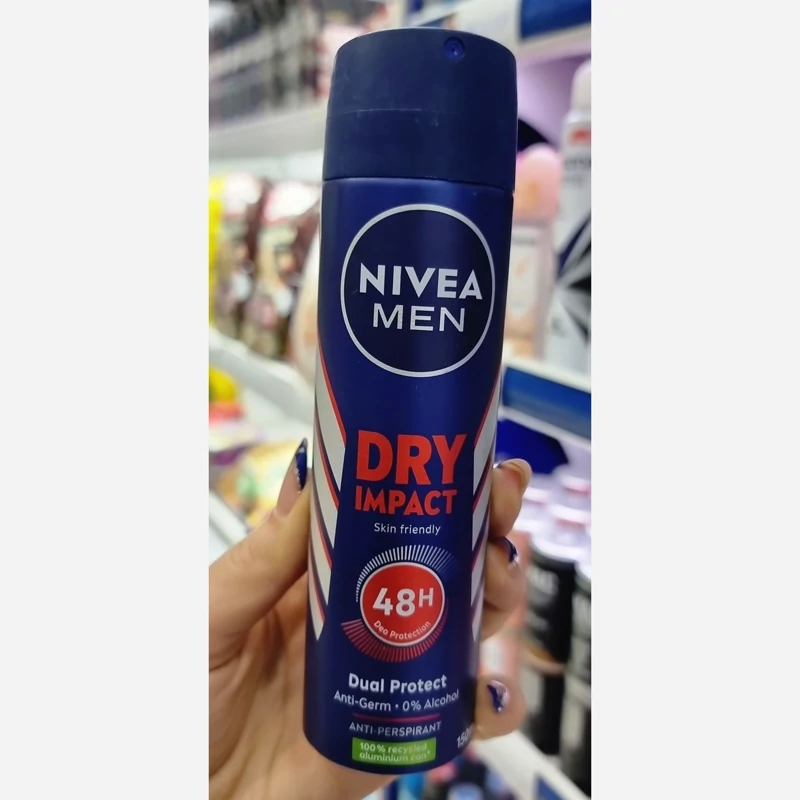 NIVEA
MEN
DRY
IMPACT
Skin friendly
48H
Deo Protection
Dual Protect
Anti-Germ • 0% Alcohol
ANTI-PERSPIRANT
100% recycled
aluminium can*